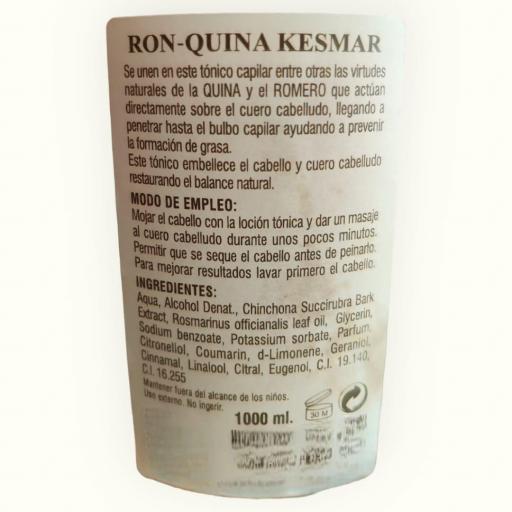 RON-QUINA KESMAR
Se unen en este tónico capilar entre otras las virtudes
naturales de la QUINA y el ROMERO que actúan
directamente sobre el cuero cabelludo, llegando a
penetrar hasta el bulbo capilar ayudando a prevenir
la formación de grasa.
Este tónico embellece el cabello y cuero cabelludo
restaurando el balance natural.
MODO DE EMPLEO:
Mojar el cabello con la loción tónica y dar un masaje
al cuero cabelludo durante unos pocos minutos.
Permitir que se seque el cabello antes de peinarlo.
Para mejorar resultados lavar primero el cabello.
INGREDIENTES:
Aqua, Alcohol Denat., Chinchona Succirubra Bark
Extract, Rosmarinus officianalis leaf oil, Glycerin,
Sodium benzoate, Potassium sorbate, Parfum,
Citronellol, Coumarin, d-Limonene, Geraniol,
Cinnamal, Linalool, Citral, Eugenol, C.I. 19.140,
C.I. 16.255
Mantener fuera del alcance de los niños.
Uso externo. No ingerir.
1000 ml.
30 M